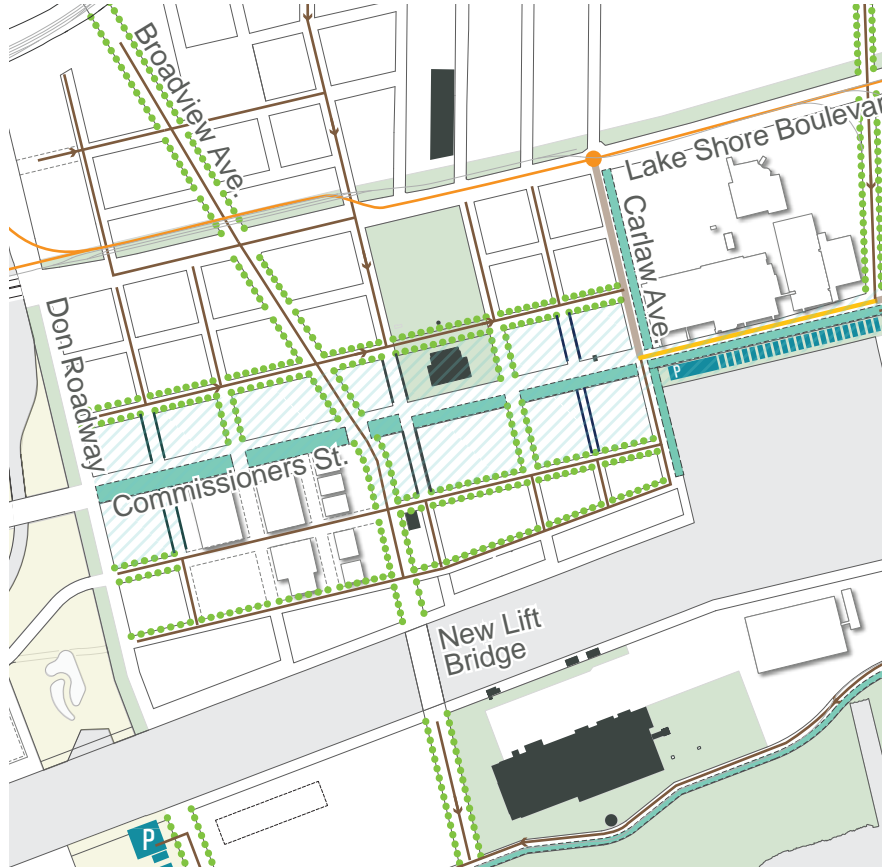 Broadview Ave.
Lake Shore Boulevar
Carlaw Ave.
Don Roadway
P
Commissioners St.
New Lift
Bridge
P